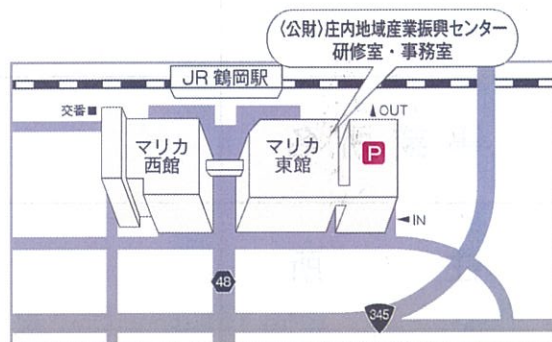 〈公財〉庄内地域産業振興センター
研修室・事務室
JR 鶴岡駅
交番■
▲OUT
マリカ
西館
マリカ
東館
P
◄IN
48
345